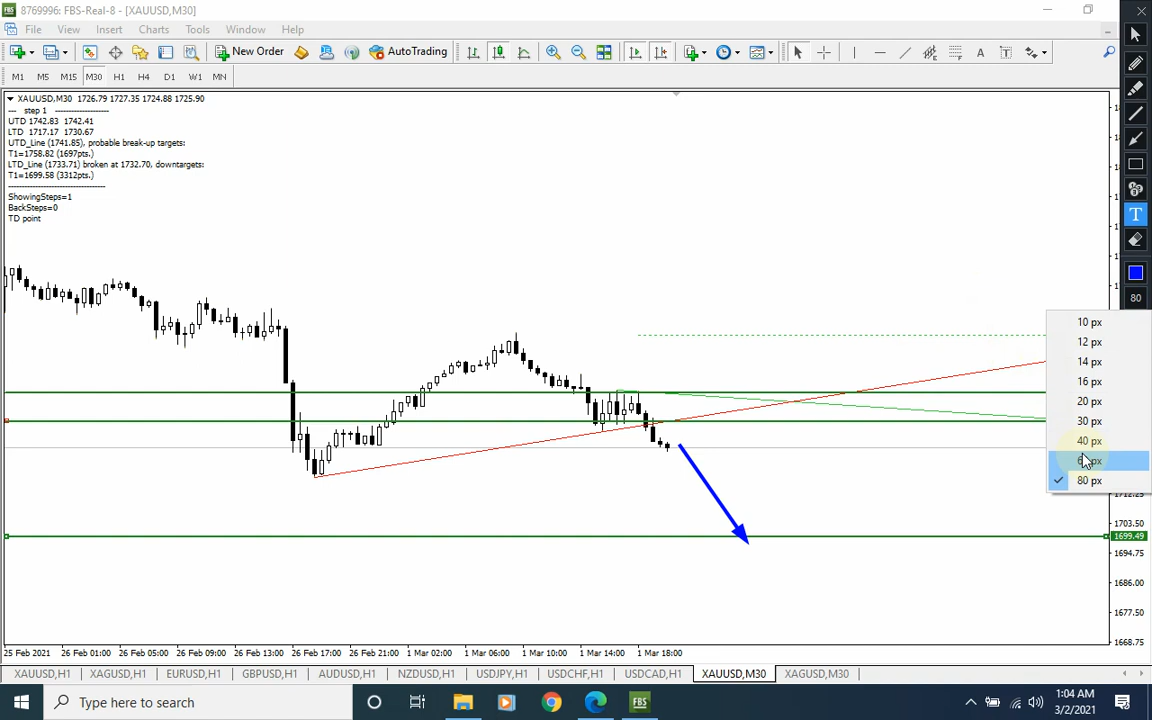 8769996: FBS-Real-8 - [XAUUSD,M30]
File View Insert Charts Tools Window Help
New Order AutoTrading
M1 M5 M15 M30 H1 H4 D1 W1 MN
XAUUSD,M30 1726.79 1727.35 1724.88 1725.90
--- step 1 --------------------
UTD 1742.83 1742.41
LTD 1717.17 1730.67
UTD_Line (1741.85), probable break-up targets:
T1=1758.82 (1697pts.)
LTD_Line (1733.71) broken at 1732.70, downtargets:
T1=1699.58 (3312pts.)
------------------------------------
ShowingSteps=1
BackSteps=0
TD point
80
10 px
12 px
14 px
16 px
20 px
30 px
40 px
80 px
1712.25
1703.50
1699.49
1694.75
1686.00
1677.50
1668.75
25 Feb 2021 26 Feb 01:00 26 Feb 05:00 26 Feb 09:00 26 Feb 13:00 26 Feb 17:00 26 Feb 21:00 1 Mar 02:00 1 Mar 06:00 1 Mar 10:00 1 Mar 14:00 1 Mar 18:00
XAUUSD,H1 XAGUSD,H1 EURUSD,H1 GBPUSD,H1 AUDUSD,H1 NZDUSD,H1 USDJPY,H1 USDCHF,H1 USDCAD,H1 XAUUSD,M30 XAGUSD,M30
Type here to search
FBS
1:04 AM
3/2/2021